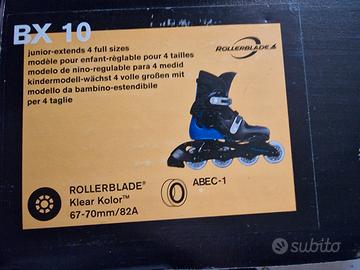 BX 10
junior-extends 4 full sizes
modèle pour enfant-règlable pour 4 tailles
modelo de nino-regulable para 4 medid
kindermodell-wächst 4 volle großen mit
modello da bambino-estendibile
per 4 taglie
ROLLERBLADE
ROLLERBLADE®
Klear Kolor™
67-70mm/82A
ABEC-1
subito